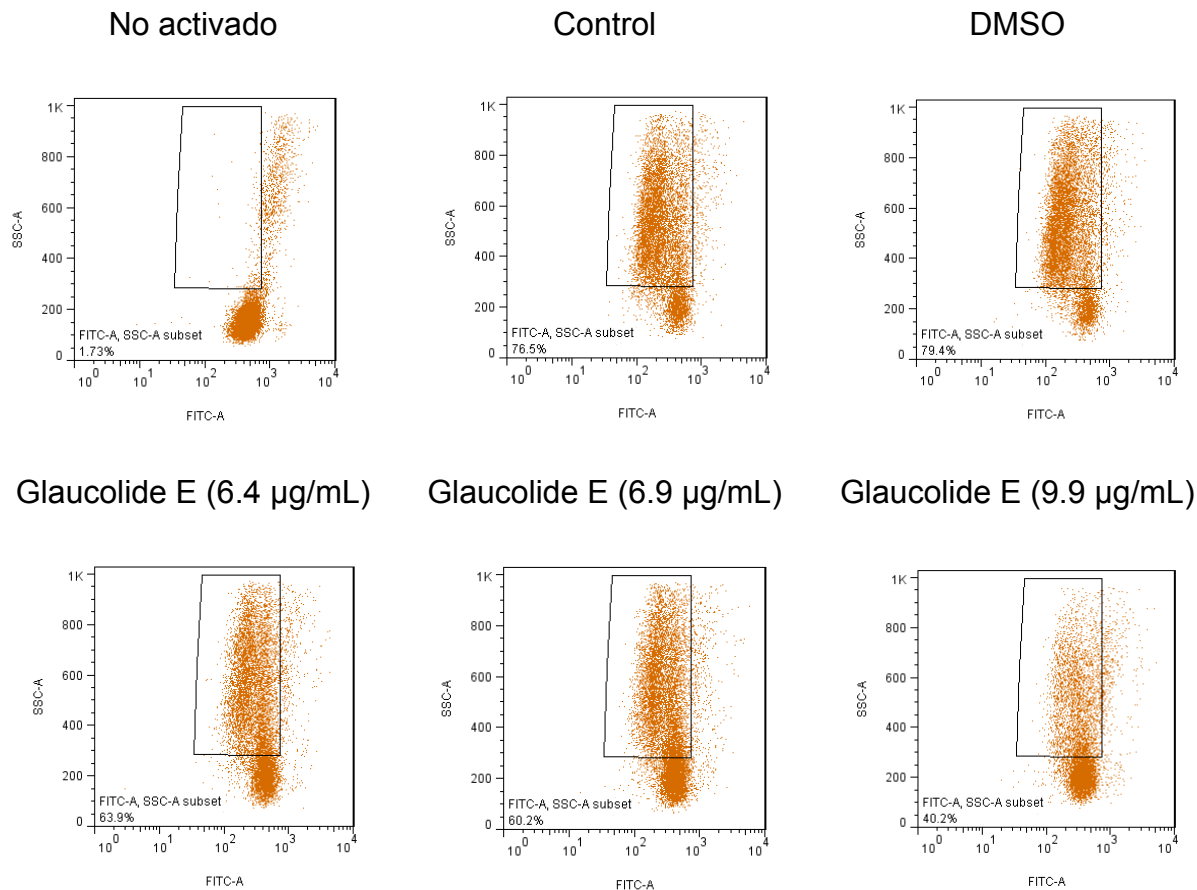 No activado
Control
DMSO
1K
800
600
400
200
0
SSC-A
FITC-A, SSC-A subset
1.73%
10^0 10^1 10^2 10^3 10^4
FITC-A
1K
800
600
400
200
0
SSC-A
FITC-A, SSC-A subset
76.5%
10^0 10^1 10^2 10^3 10^4
FITC-A
1K
800
600
400
200
0
SSC-A
FITC-A, SSC-A subset
79.4%
10^0 10^1 10^2 10^3 10^4
FITC-A
Glaucolide E (6.4 µg/mL)
Glaucolide E (6.9 µg/mL)
Glaucolide E (9.9 µg/mL)
1K
800
600
400
200
0
SSC-A
FITC-A, SSC-A subset
63.9%
10^0 10^1 10^2 10^3 10^4
FITC-A
1K
800
600
400
200
0
SSC-A
FITC-A, SSC-A subset
60.2%
10^0 10^1 10^2 10^3 10^4
FITC-A
1K
800
600
400
200
0
SSC-A
FITC-A, SSC-A subset
40.2%
10^0 10^1 10^2 10^3 10^4
FITC-A